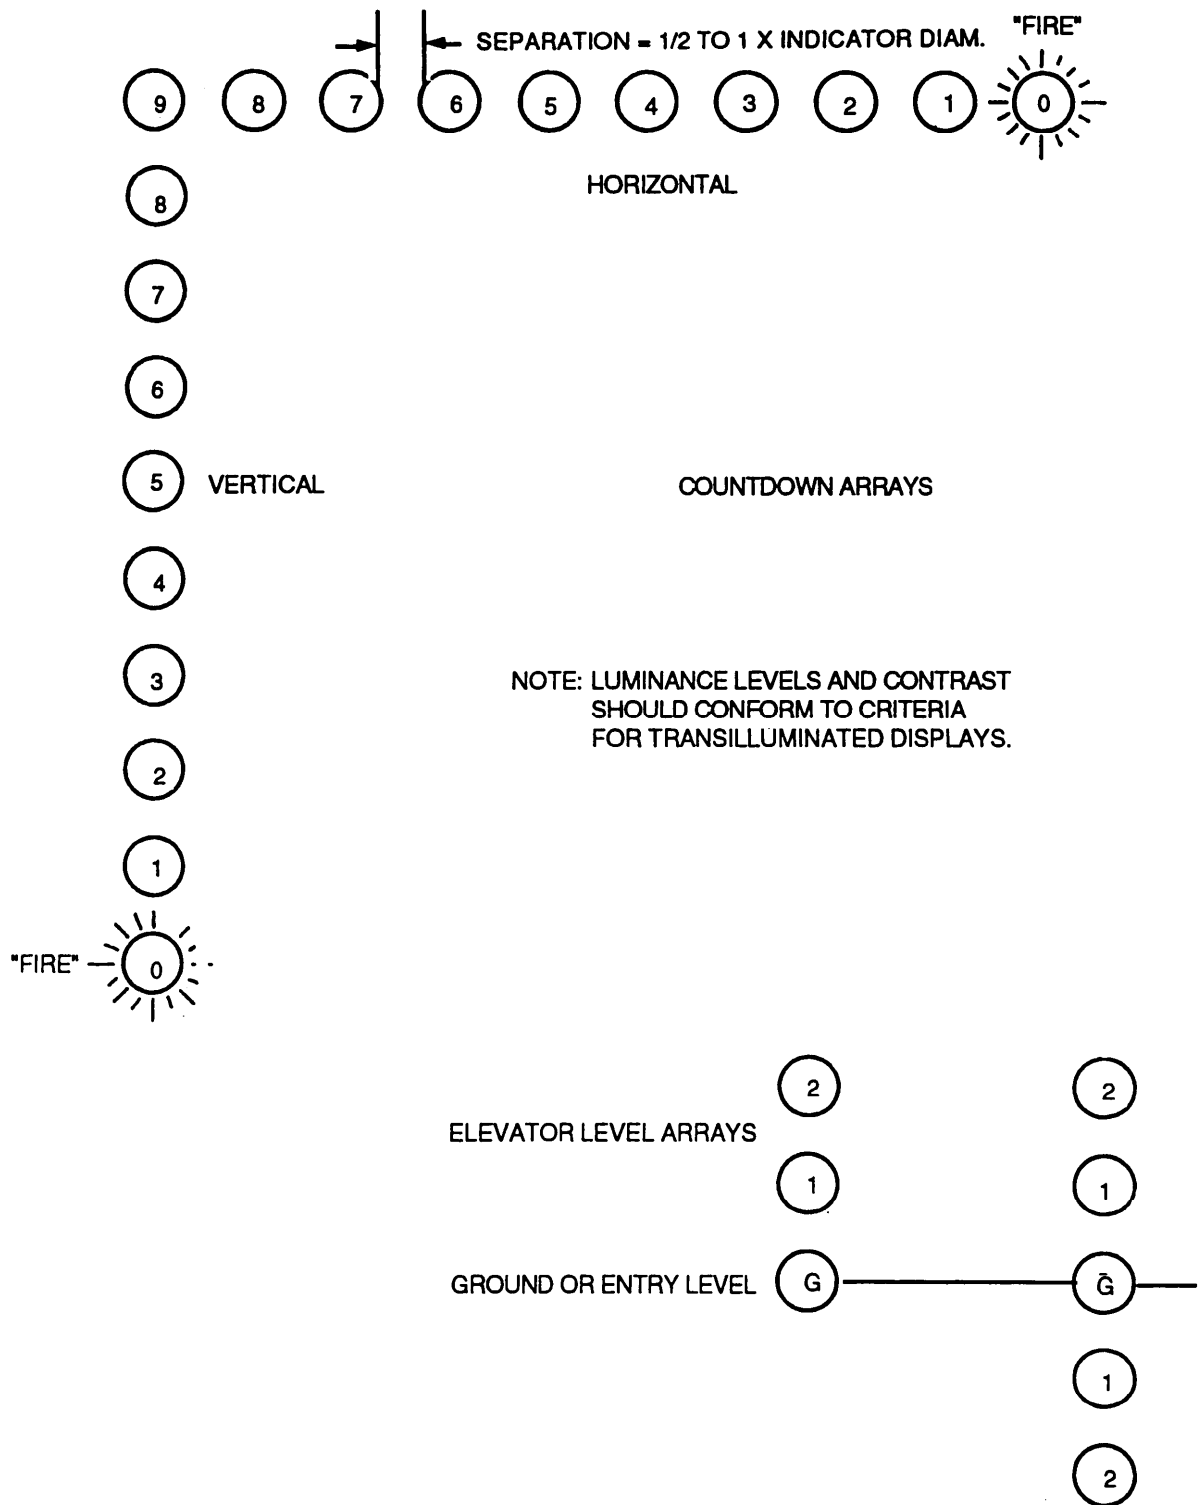 "FIRE"
SEPARATION = 1/2 TO 1 X INDICATOR DIAM.
9 8 7 6 5 4 3 2 1 0
HORIZONTAL
8
7
6
5 VERTICAL
COUNTDOWN ARRAYS
4
3
NOTE: LUMINANCE LEVELS AND CONTRAST
SHOULD CONFORM TO CRITERIA
FOR TRANSILLUMINATED DISPLAYS.
2
1
"FIRE" 0
2 2
ELEVATOR LEVEL ARRAYS
1 1
GROUND OR ENTRY LEVEL G G
1
2